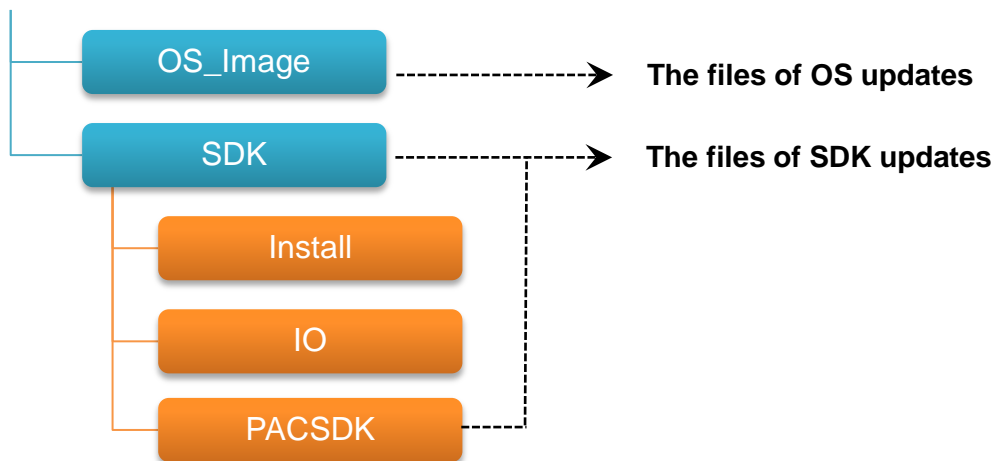 OS_Image
The files of OS updates
SDK
The files of SDK updates
Install
IO
PACSDK